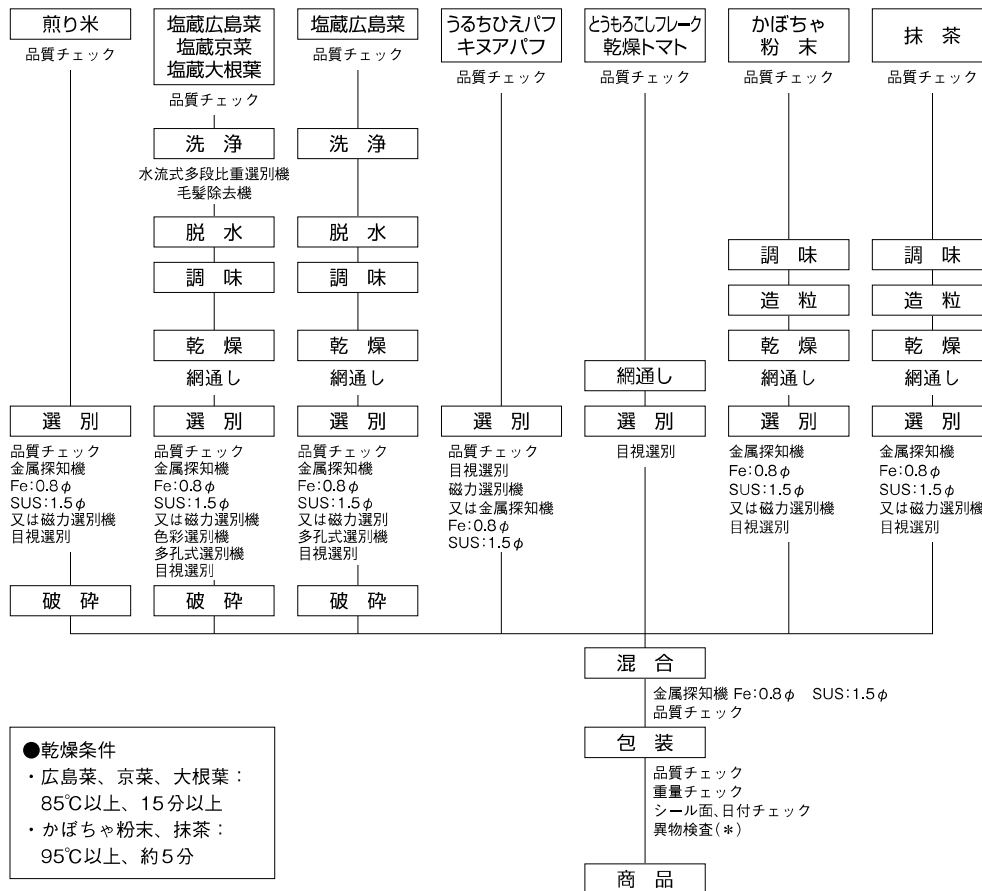 煎り米
品質チェック
選 別
品質チェック
金属探知機
Fe:0.8φ
SUS:1.5φ
又は磁力選別機
目視選別
破 砕
塩蔵広島菜
塩蔵京菜
塩蔵大根葉
品質チェック
洗 浄
水流式多段比重選別機
毛髪除去機
脱 水
調 味
乾 燥
網通し
選 別
品質チェック
金属探知機
Fe:0.8φ
SUS:1.5φ
又は磁力選別機
色彩選別機
多孔式選別機
目視選別
破 砕
塩蔵広島菜
品質チェック
洗 浄
脱 水
調 味
乾 燥
網通し
選 別
品質チェック
金属探知機
Fe:0.8φ
SUS:1.5φ
又は磁力選別
多孔式選別機
目視選別
破 砕
うるちひえパフ
キヌアパフ
品質チェック
選 別
品質チェック
目視選別
磁力選別機
又は金属探知機
Fe:0.8φ
SUS:1.5φ
とうもろこしフレーク
乾燥トマト
品質チェック
網通し
選 別
目視選別
かぼちゃ
粉 末
品質チェック
調 味
造 粒
乾 燥
網通し
選 別
金属探知機
Fe:0.8φ
SUS:1.5φ
又は磁力選別機
目視選別
抹 茶
品質チェック
調 味
造 粒
乾 燥
網通し
選 別
金属探知機
Fe:0.8φ
SUS:1.5φ
又は磁力選別機
目視選別
混 合
金属探知機 Fe:0.8φ SUS:1.5φ
品質チェック
包 装
品質チェック
重量チェック
シール面、日付チェック
異物検査(＊)
商 品
●乾燥条件
・広島菜、京菜、大根葉：
85℃以上、15分以上
・かぼちゃ粉末、抹茶：
95℃以上、約5分